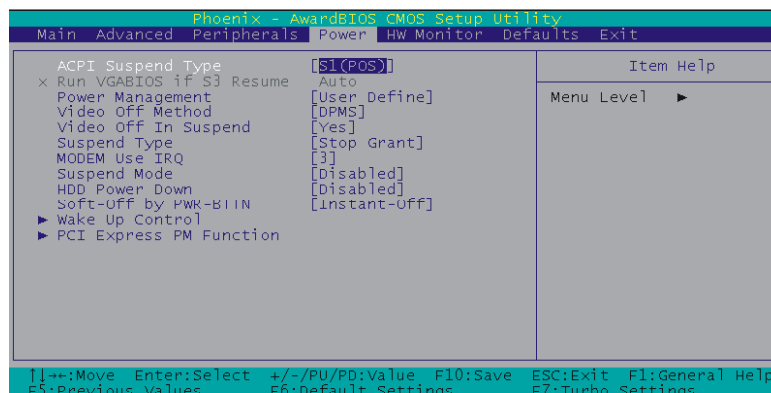 Phoenix - AwardBIOS CMOS Setup Utility
Main Advanced Peripherals Power HW Monitor Defaults Exit
ACPI Suspend Type [S1(POS)]
Item Help
x Run VGABIOS if S3 Resume Auto
Power Management [User Define]
Menu Level ►
Video Off Method [DPMS]
Video Off In Suspend [Yes]
Suspend Type [Stop Grant]
MODEM Use IRQ [3]
Suspend Mode [Disabled]
HDD Power Down [Disabled]
Soft-Off by PWR-BTTN [Instant-Off]
► Wake Up Control
► PCI Express PM Function
↑↓→←:Move Enter:Select +/-/PU/PD:Value F10:Save ESC:Exit F1:General Help
F5:Previous Values F6:Default Settings F7:Turbo Settings